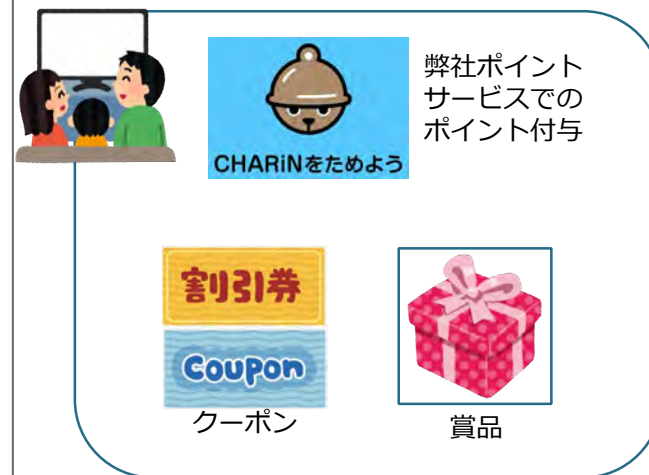 弊社ポイント
サービスでの
ポイント付与
CHARiNをためよう
割引券
Coupon
クーポン
賞品